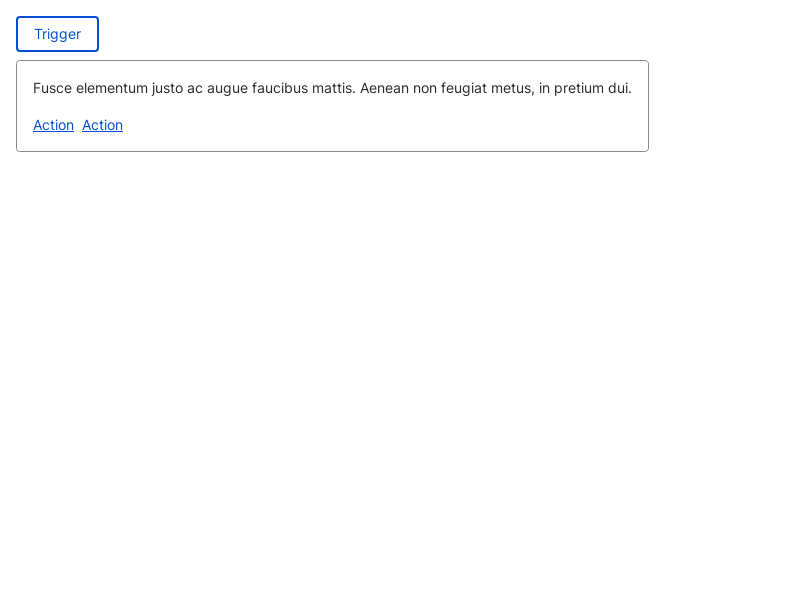 Trigger
Fusce elementum justo ac augue faucibus mattis. Aenean non feugiat metus, in pretium dui.
Action Action